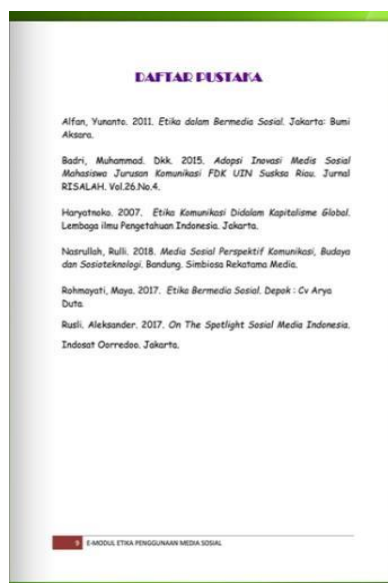 DAFTAR PUSTAKA
Alfan, Yunanto. 2011. Etika dalam Bermedia Sosial. Jakarta: Bumi
Aksara.
Badri, Muhammad. Dkk. 2015. Adopsi Inovasi Medis Sosial
Mahasiswa Jurusan Komunikasi FDK UIN Susksa Riau. Jurnal
RISALAH. Vol.26.No.4.
Haryatnoko. 2007. Etika Komunikasi Didalam Kapitalisme Global.
Lembaga ilmu Pengetahuan Indonesia. Jakarta.
Nasrullah, Rulli. 2018. Media Sosial Perspektif Komunikasi, Budaya
dan Sosioteknologi. Bandung. Simbiosa Rekatama Media.
Rohmayati, Maya. 2017. Etika Bermedia Sosial. Depok : Cv Arya
Duta.
Rusli. Aleksander. 2017. On The Spotlight Sosial Media Indonesia.
Indosat Oorredoo. Jakarta.
9 E-MODUL ETIKA PENGGUNAAN MEDIA SOSIAL